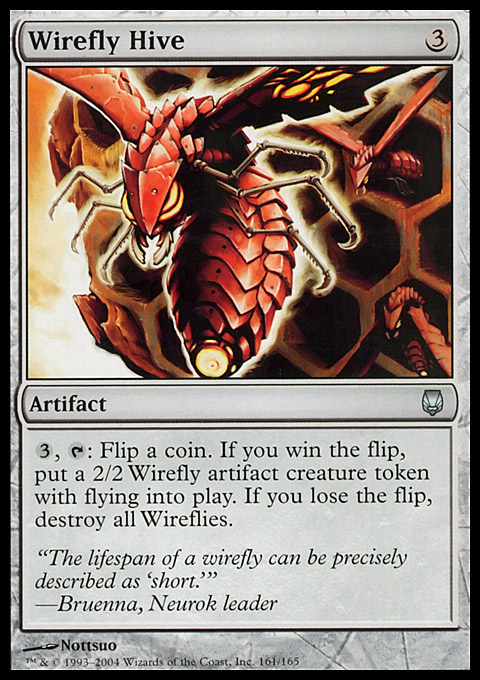 Wirefly Hive 3
Artifact
3, : Flip a coin. If you win the flip,
put a 2/2 Wirefly artifact creature token
with flying into play. If you lose the flip,
destroy all Wireflies.
“The lifespan of a wirefly can be precisely
described as ‘short.’”
—Bruenna, Neurok leader
Nottsuo
™ & © 1993–2004 Wizards of the Coast, Inc. 161/165